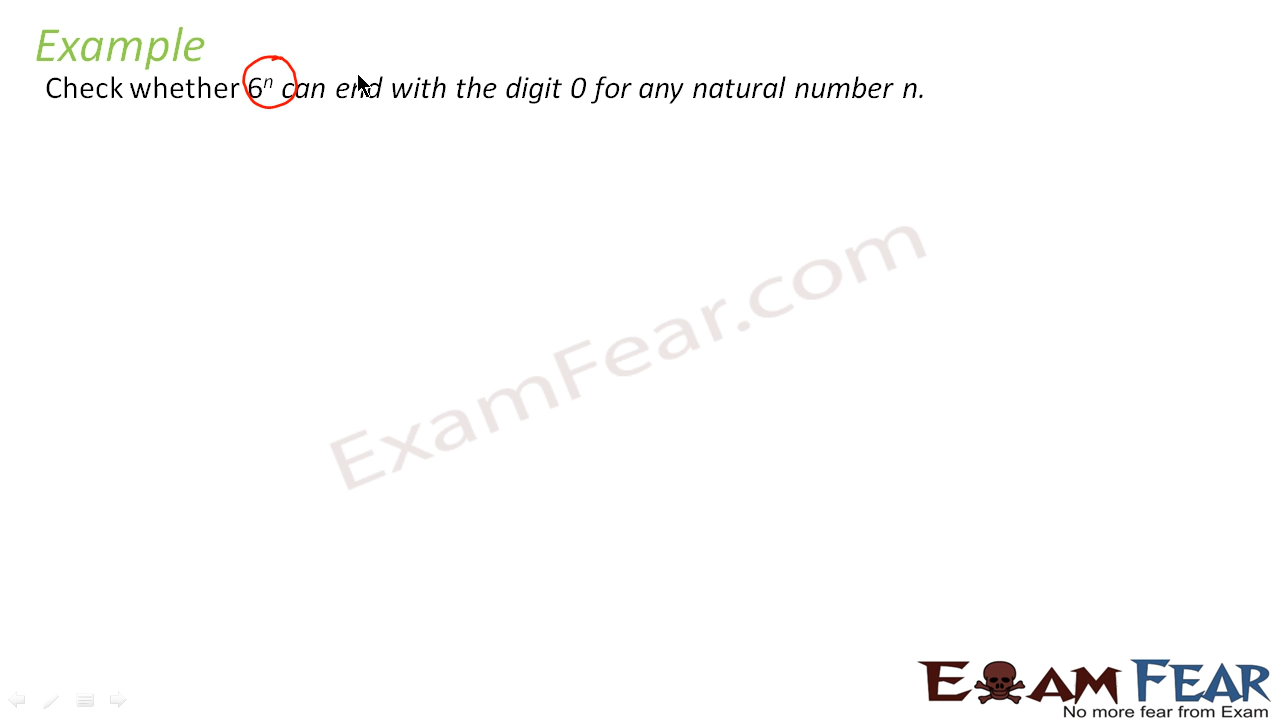 Example
Check whether 6ⁿ can end with the digit 0 for any natural number n.
ExamFear.com
EXAM FEAR
No more fear from Exam